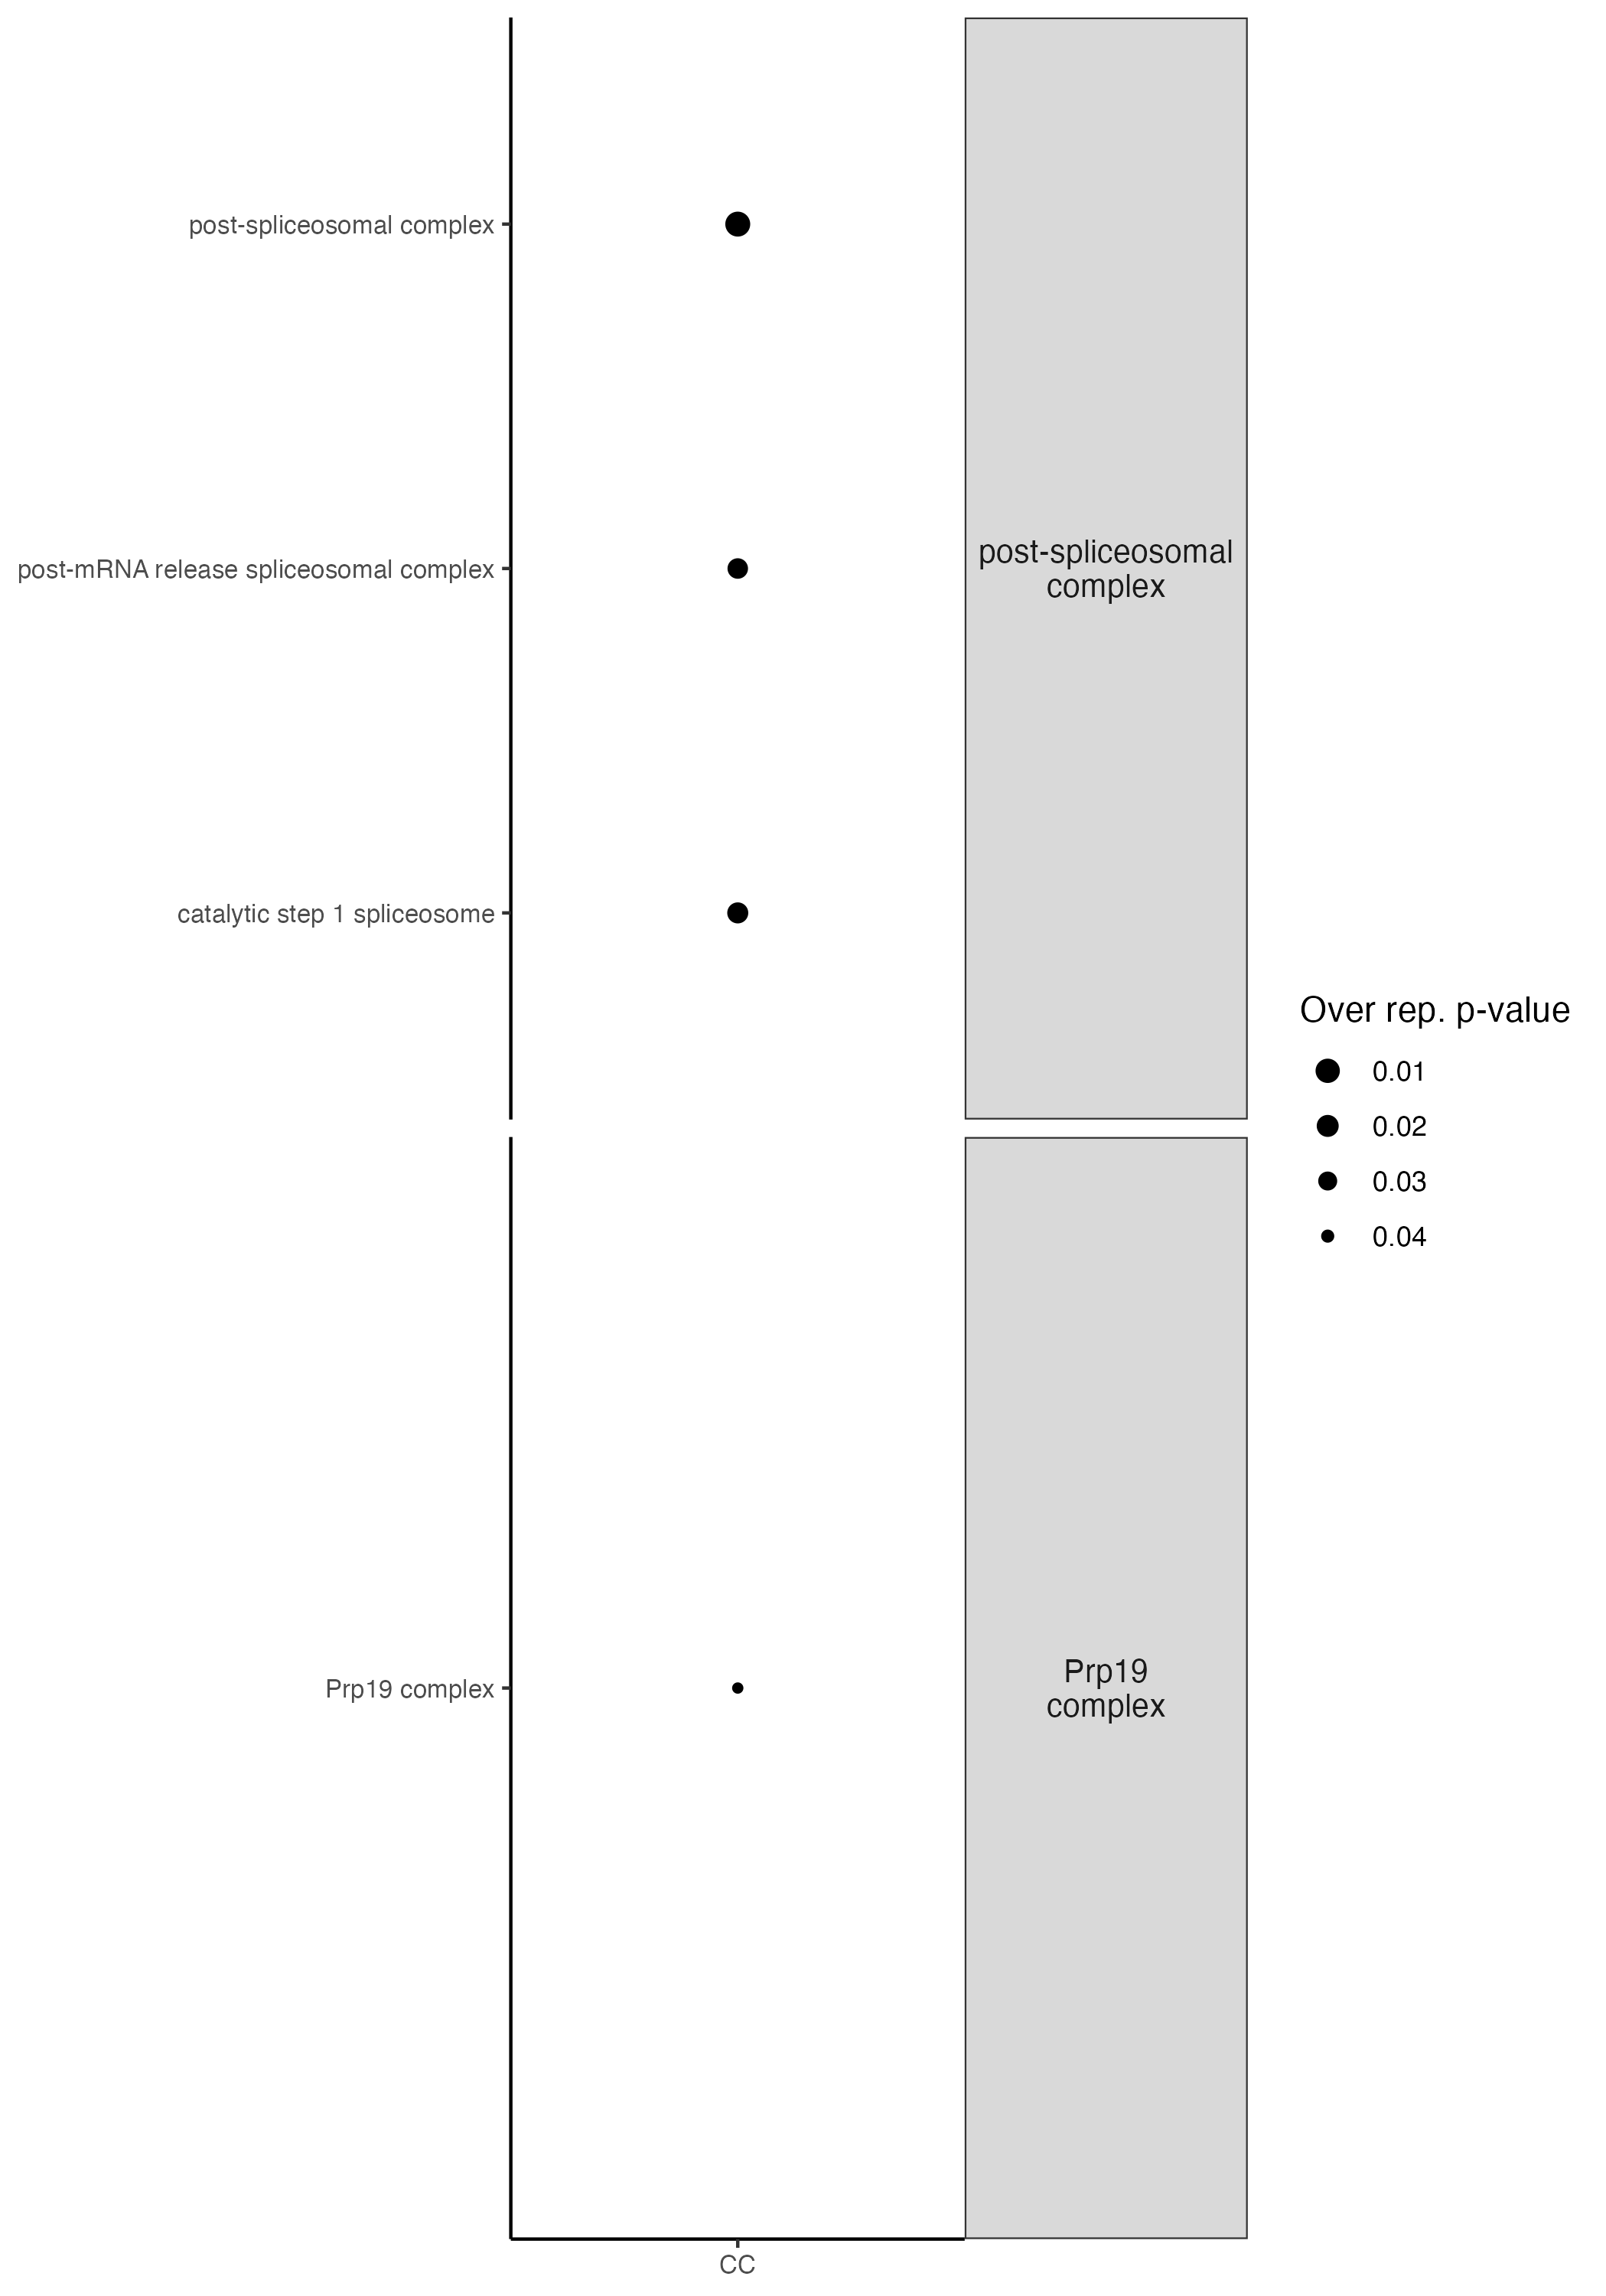 post-spliceosomal complex
post-mRNA release spliceosomal complex
catalytic step 1 spliceosome
post-spliceosomal
complex
Prp19 complex
Prp19
complex
CC
Over rep. p-value
0.01
0.02
0.03
0.04